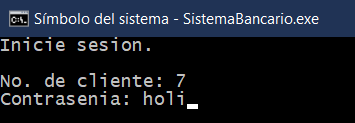 C:\. Símbolo del sistema - SistemaBancario.exe
Inicie sesion.
No. de cliente: 7
Contrasenia: holi